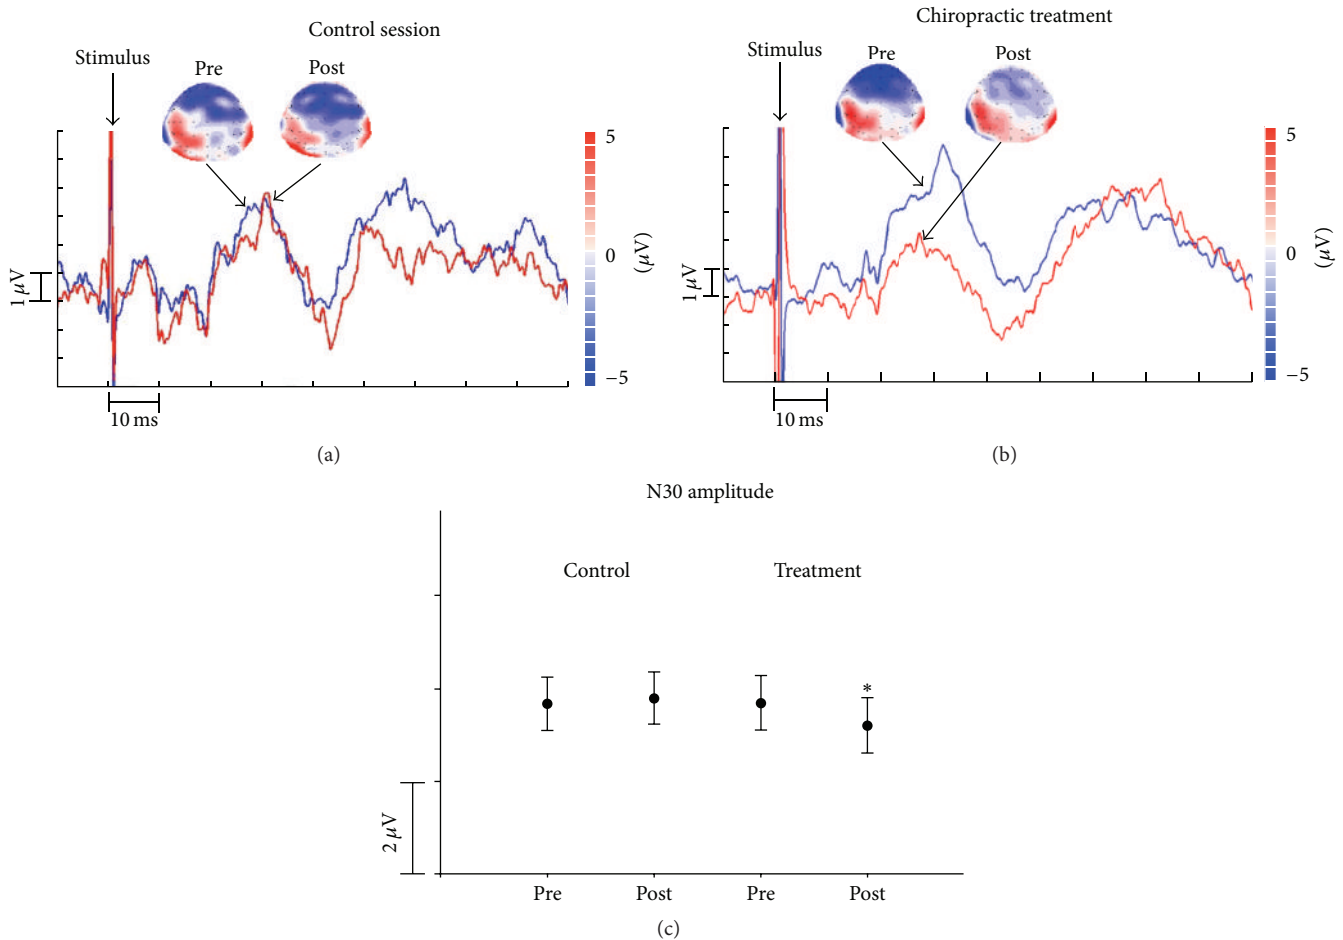 Control session
Stimulus
Pre
Post
5
0
−5
(μV)
1 μV
10 ms
(a)
Chiropractic treatment
Stimulus
Pre
Post
5
0
−5
(μV)
1 μV
10 ms
(b)
N30 amplitude
Control
Treatment
*
2 μV
Pre
Post
Pre
Post
(c)